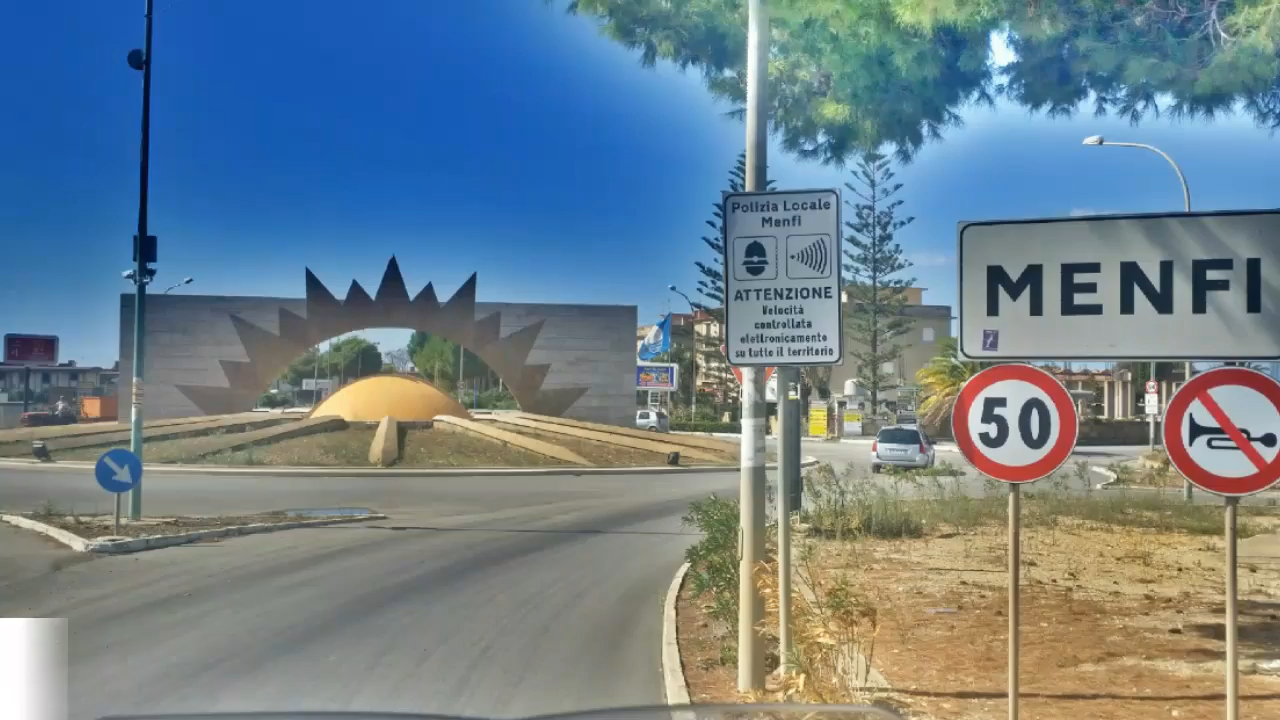 Polizia Locale
Menfi
ATTENZIONE
Velocità
controllata
elettronicamente
su tutto il territorio
MENFI
50